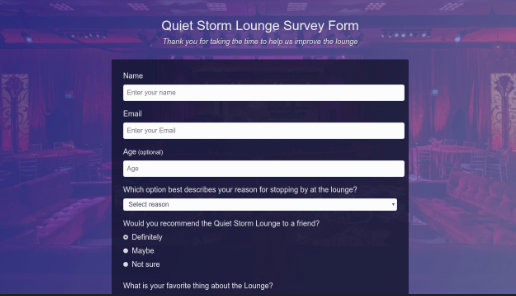 Quiet Storm Lounge Survey Form
Thank you for taking the time to help us improve the lounge
Name
Enter your name
Email
Enter your Email
Age (optional)
Age
Which option best describes your reason for stopping by at the lounge?
Select reason
Would you recommend the Quiet Storm Lounge to a friend?
Definitely
Maybe
Not sure
What is your favorite thing about the Lounge?